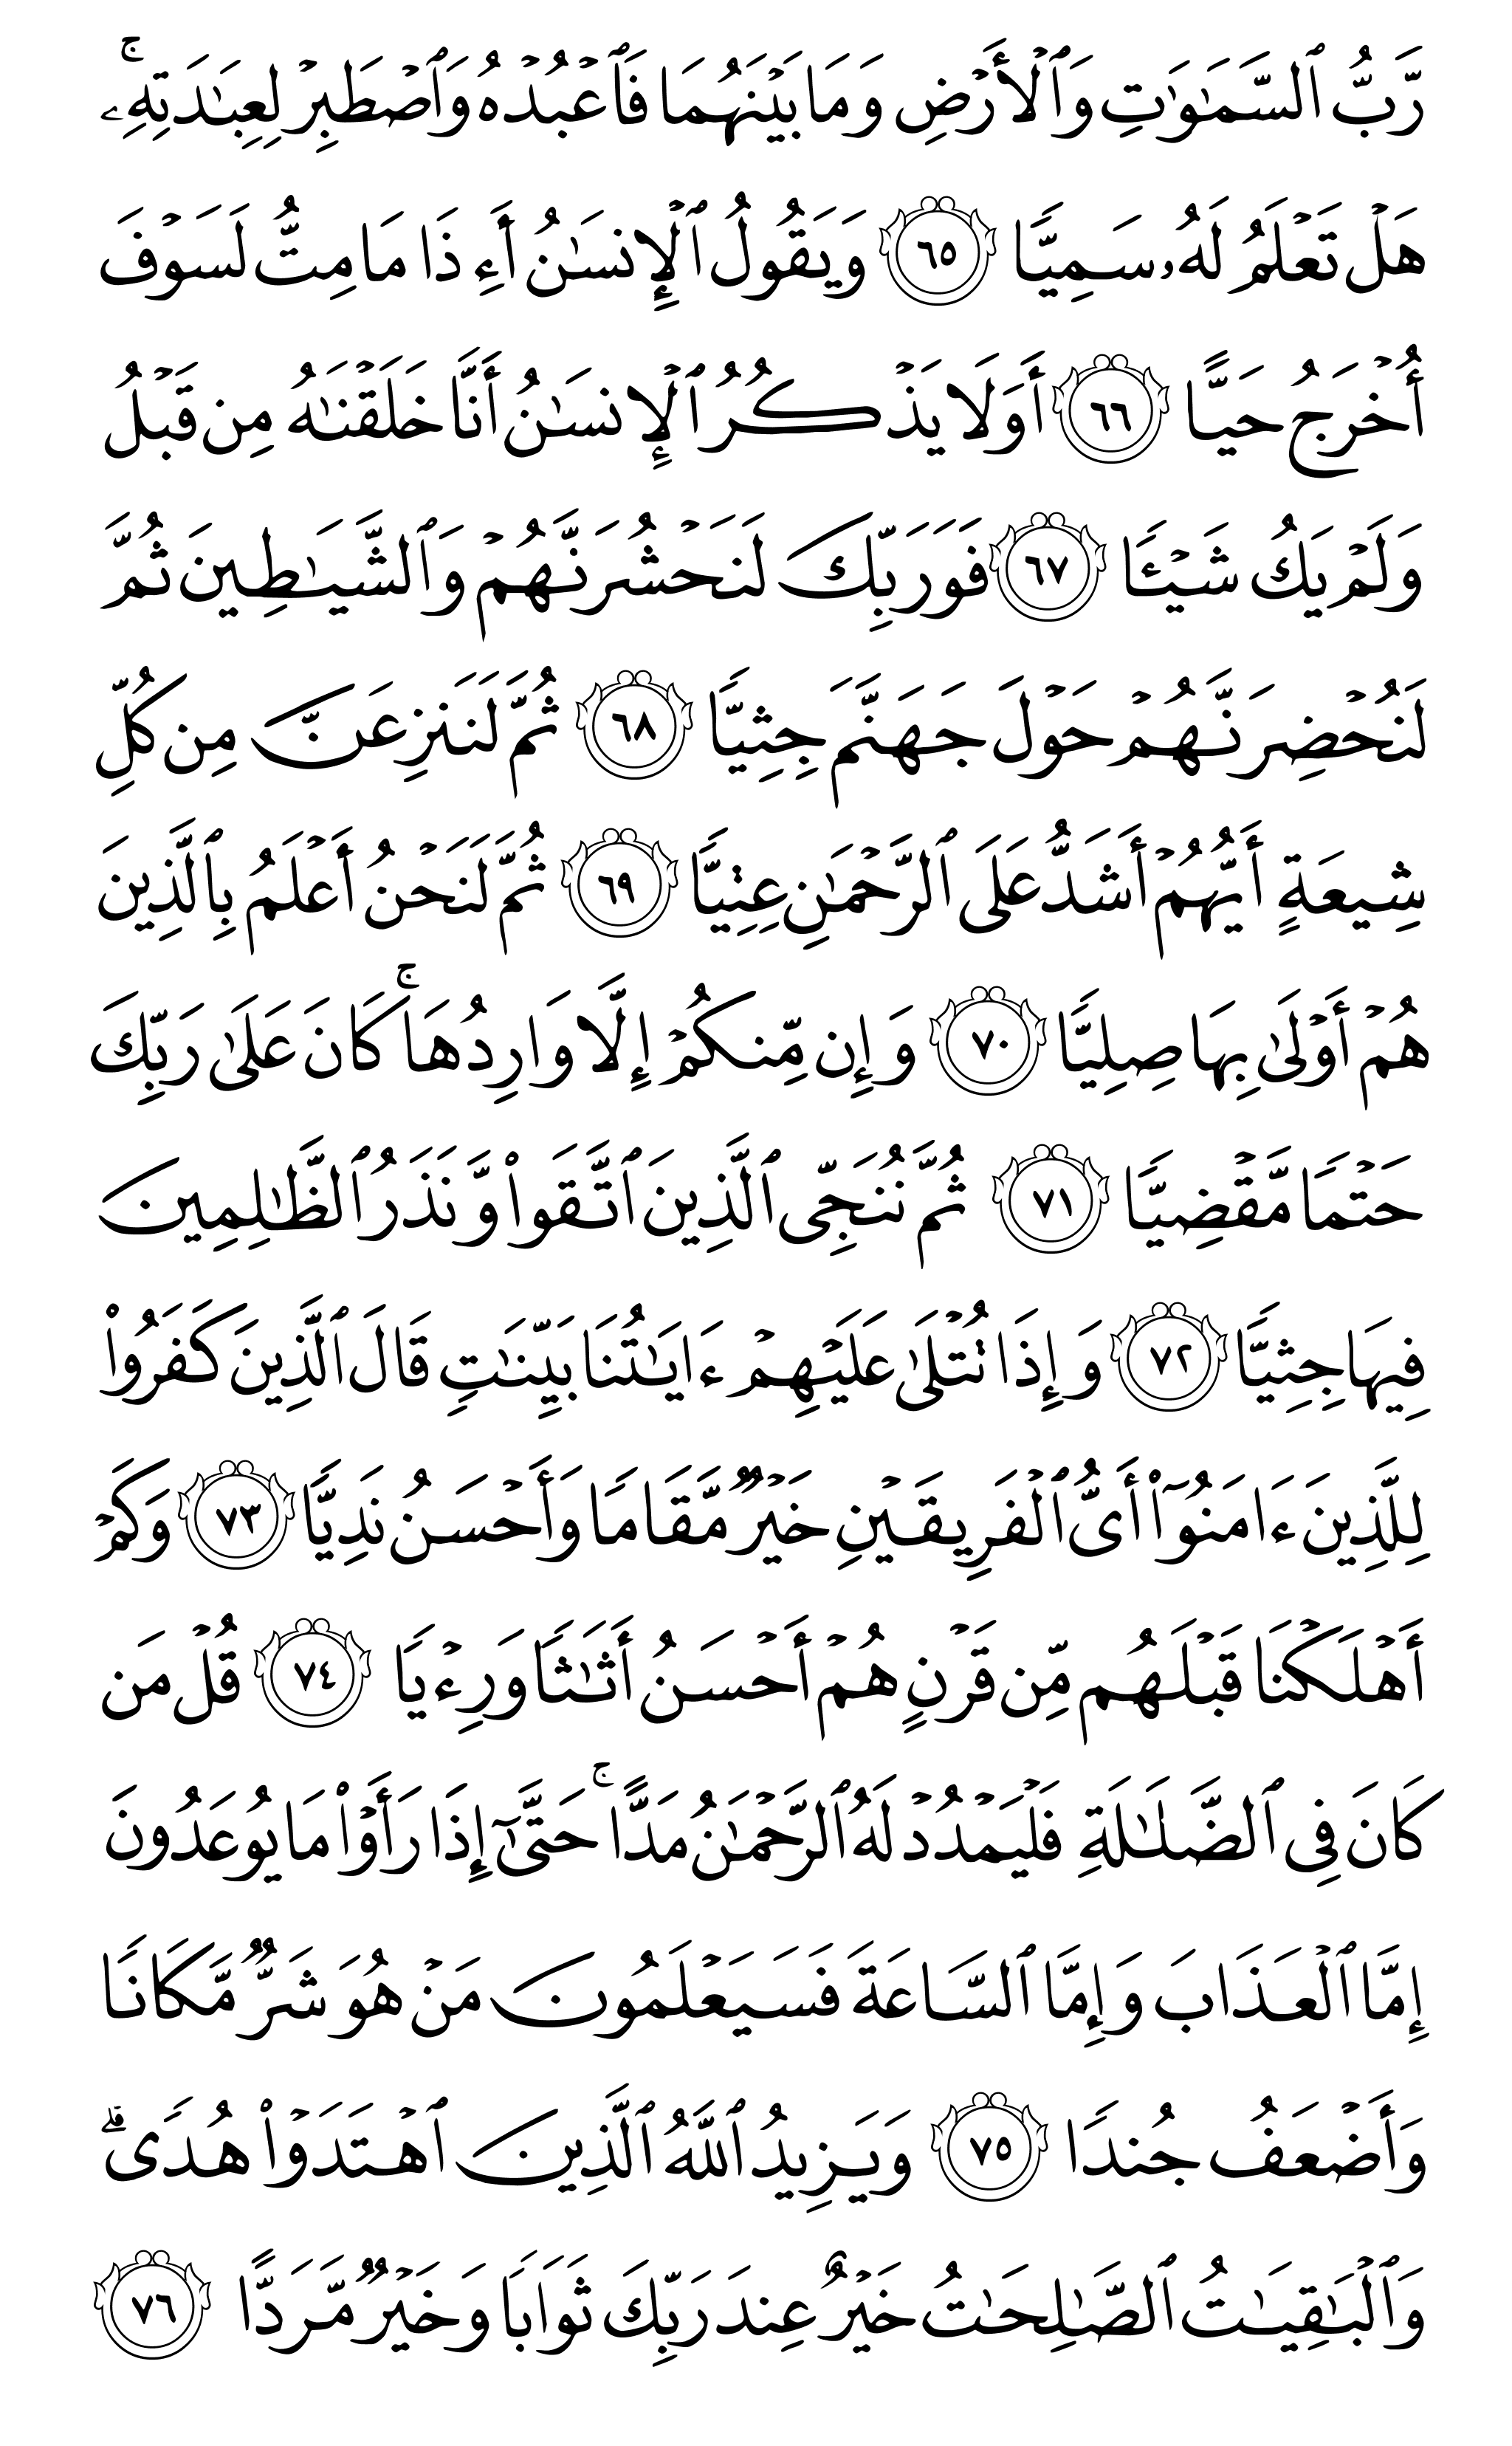 رَّبُّ ٱلسَّمَٰوَٰتِ وَٱلۡأَرۡضِ وَمَا بَيۡنَهُمَا فَٱعۡبُدۡهُ وَٱصۡطَبِرۡ لِعِبَٰدَتِهِۦۚ
هَلۡ تَعۡلَمُ لَهُۥ سَمِيّٗا ٦٥ وَيَقُولُ ٱلۡإِنسَٰنُ أَءِذَا مَا مِتُّ لَسَوۡفَ
أُخۡرَجُ حَيًّا ٦٦ أَوَلَا يَذۡكُرُ ٱلۡإِنسَٰنُ أَنَّا خَلَقۡنَٰهُ مِن قَبۡلُ
وَلَمۡ يَكُ شَيۡـٔٗا ٦٧ فَوَرَبِّكَ لَنَحۡشُرَنَّهُمۡ وَٱلشَّيَٰطِينَ ثُمَّ
لَنُحۡضِرَنَّهُمۡ حَوۡلَ جَهَنَّمَ جِثِيّٗا ٦٨ ثُمَّ لَنَنزِعَنَّ مِن كُلِّ
شِيعَةٍ أَيُّهُمۡ أَشَدُّ عَلَى ٱلرَّحۡمَٰنِ عِتِيّٗا ٦٩ ثُمَّ لَنَحۡنُ أَعۡلَمُ بِٱلَّذِينَ
هُمۡ أَوۡلَىٰ بِهَا صِلِيّٗا ٧٠ وَإِن مِّنكُمۡ إِلَّا وَارِدُهَاۚ كَانَ عَلَىٰ رَبِّكَ
حَتۡمٗا مَّقۡضِيّٗا ٧١ ثُمَّ نُنَجِّي ٱلَّذِينَ ٱتَّقَواْ وَّنَذَرُ ٱلظَّٰلِمِينَ
فِيهَا جِثِيّٗا ٧٢ وَإِذَا تُتۡلَىٰ عَلَيۡهِمۡ ءَايَٰتُنَا بَيِّنَٰتٖ قَالَ ٱلَّذِينَ كَفَرُواْ
لِلَّذِينَ ءَامَنُوٓاْ أَيُّ ٱلۡفَرِيقَيۡنِ خَيۡرٞ مَّقَامٗا وَأَحۡسَنُ نَدِيّٗا ٧٣ وَكَمۡ
أَهۡلَكۡنَا قَبۡلَهُم مِّن قَرۡنٍ هُمۡ أَحۡسَنُ أَثَٰثٗا وَرِءۡيٗا ٧٤ قُلۡ مَن
كَانَ فِي ٱلضَّلَٰلَةِ فَلۡيَمۡدُدۡ لَهُ ٱلرَّحۡمَٰنُ مَدًّاۚ حَتَّىٰٓ إِذَا رَأَوۡاْ مَا يُوعَدُونَ
إِمَّا ٱلۡعَذَابَ وَإِمَّا ٱلسَّاعَةَ فَسَيَعۡلَمُونَ مَنۡ هُوَ شَرّٞ مَّكَانٗا
وَأَضۡعَفُ جُندٗا ٧٥ وَيَزِيدُ ٱللَّهُ ٱلَّذِينَ ٱهۡتَدَوۡاْ هُدٗىۗ
وَٱلۡبَٰقِيَٰتُ ٱلصَّٰلِحَٰتُ خَيۡرٌ عِندَ رَبِّكَ ثَوَابٗا وَخَيۡرٞ مَّرَدًّا ٧٦